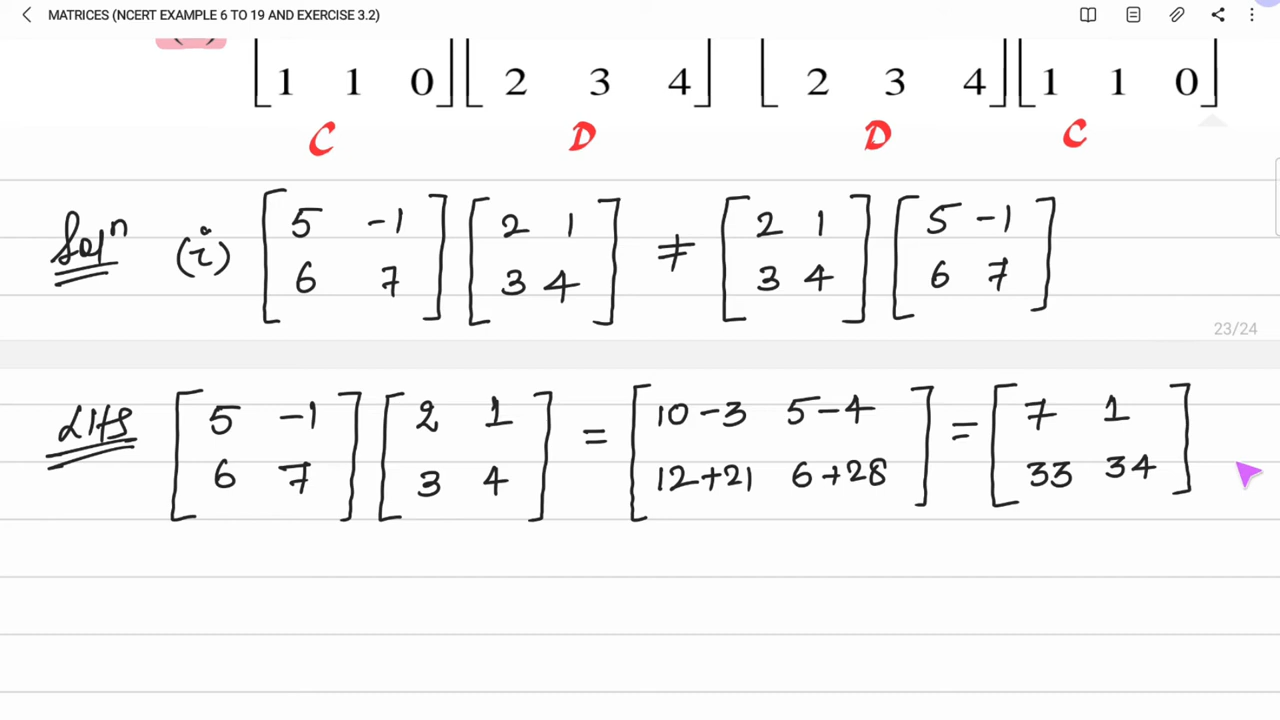 MATRICES (NCERT EXAMPLE 6 TO 19 AND EXERCISE 3.2)
[1 1 0] [2 3 4] [2 3 4] [1 1 0]
C D D C
Solⁿ (i) [5 -1] [2 1] ≠ [2 1] [5 -1]
[6 7] [3 4] [3 4] [6 7]
23/24
LHS [5 -1] [2 1] = [10-3 5-4] = [7 1]
[6 7] [3 4] [12+21 6+28] [33 34]